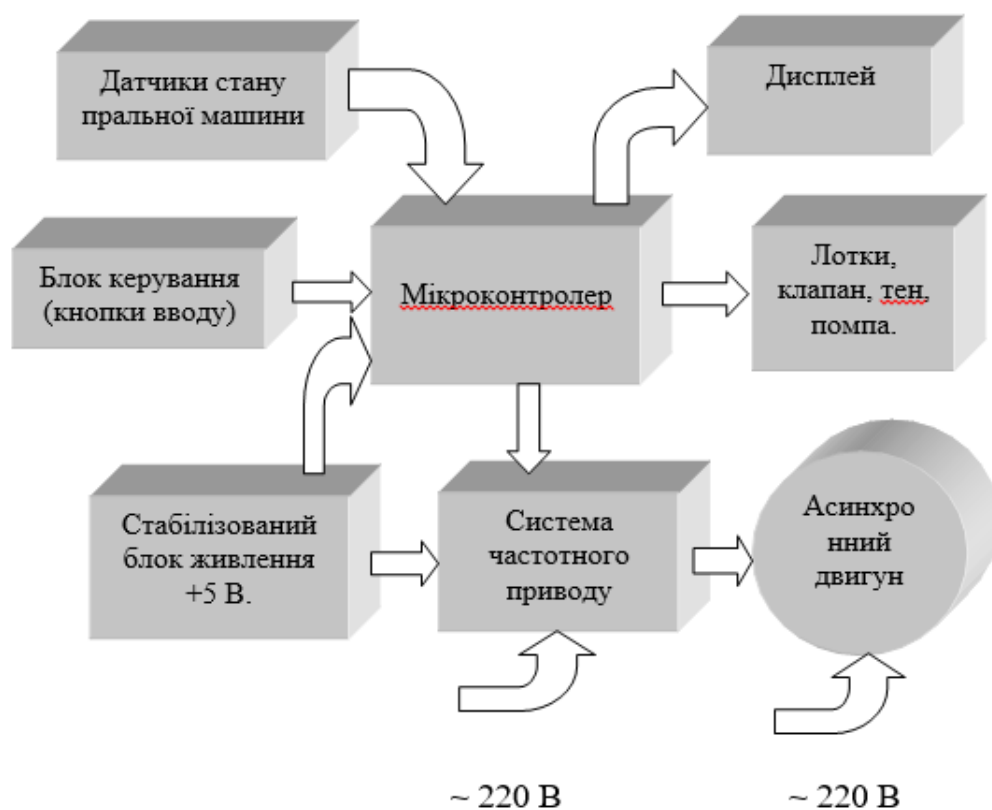 Датчики стану
пральної машини
Дисплей
Блок керування
(кнопки вводу)
Мікроконтролер
Лотки,
клапан, тен,
помпа.
Стабілізований
блок живлення
+5 В.
Система
частотного
приводу
Асинхро
нний
двигун
~ 220 В
~ 220 В